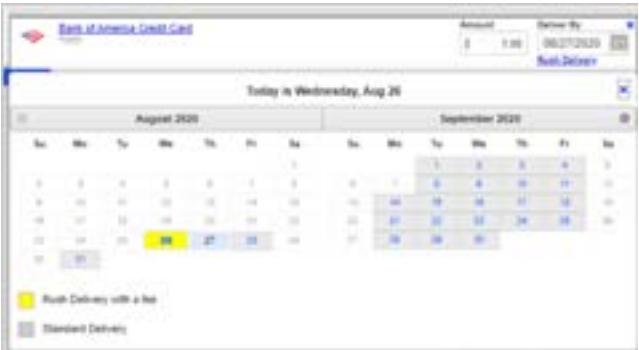 Bank of America Credit Card
Amount
Deliver By
$ 1.00
08/27/2020
Rush Delivery
Today is Wednesday, Aug 26
August 2020
September 2020
Su Mo Tu We Th Fr Sa
Su Mo Tu We Th Fr Sa
1
1 2 3 4 5
2 3 4 5 6 7 8
6 7 8 9 10 11 12
9 10 11 12 13 14 15
13 14 15 16 17 18 19
16 17 18 19 20 21 22
20 21 22 23 24 25 26
23 24 25 26 27 28 29
27 28 29 30
30 31
Rush Delivery with a fee
Standard Delivery